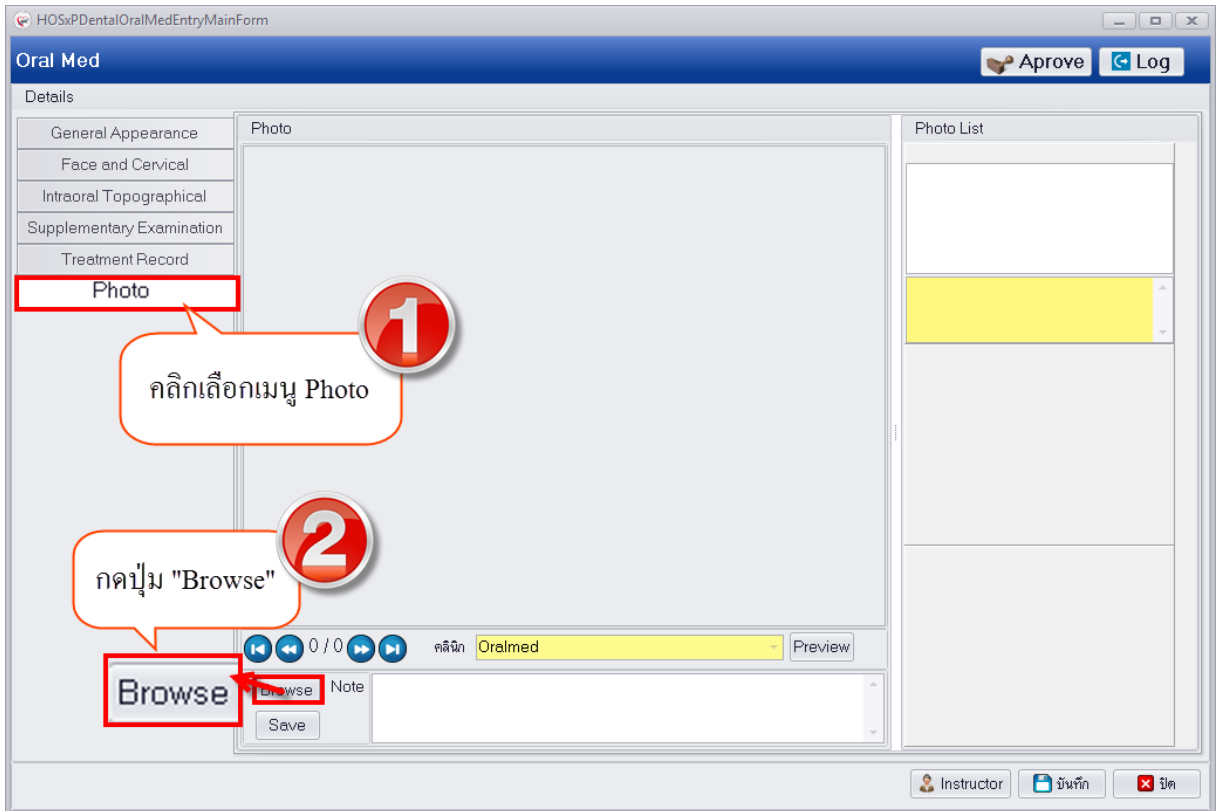 HOSxPDentalOralMedEntryMainForm
Oral Med
Aprove
Log
Details
General Appearance
Face and Cervical
Intraoral Topographical
Supplementary Examination
Treatment Record
Photo
Photo
Photo List
1
คลิกเลือกเมนู Photo
2
กดปุ่ม "Browse"
0 / 0
คลินิก
Oralmed
Preview
Browse
Browse
Note
Save
Instructor
บันทึก
ปิด